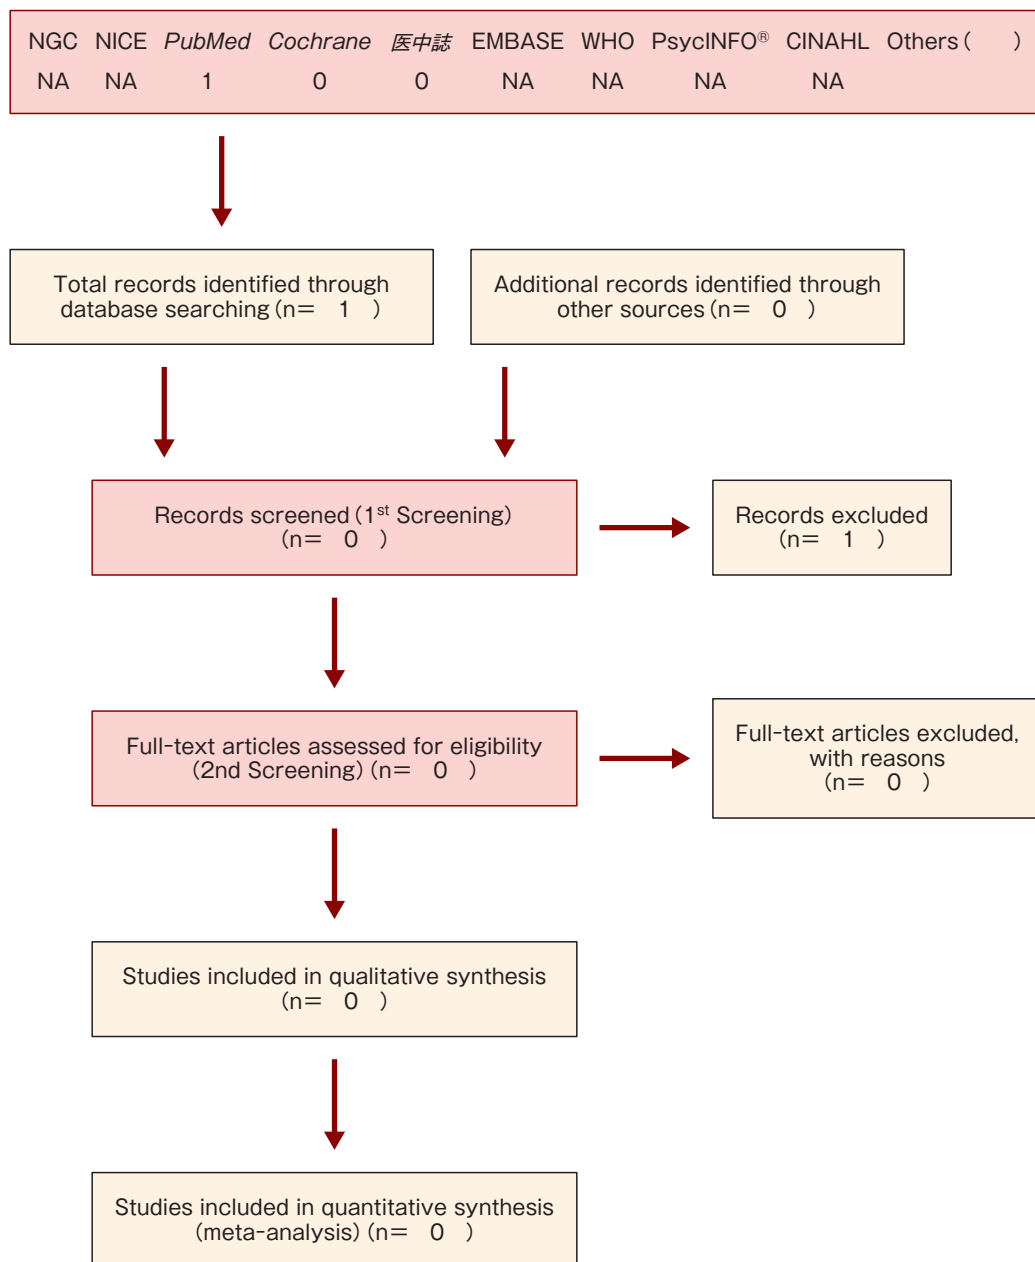 NGC NICE PubMed Cochrane 医中誌 EMBASE WHO PsycINFO® CINAHL Others (　　)
NA NA 1 0 0 NA NA NA NA
Total records identified through
database searching (n=　1　)
Additional records identified through
other sources (n=　0　)
Records screened (1st Screening)
(n=　0　)
Records excluded
(n=　1　)
Full-text articles assessed for eligibility
(2nd Screening) (n=　0　)
Full-text articles excluded,
with reasons
(n=　0　)
Studies included in qualitative synthesis
(n=　0　)
Studies included in quantitative synthesis
(meta-analysis) (n=　0　)